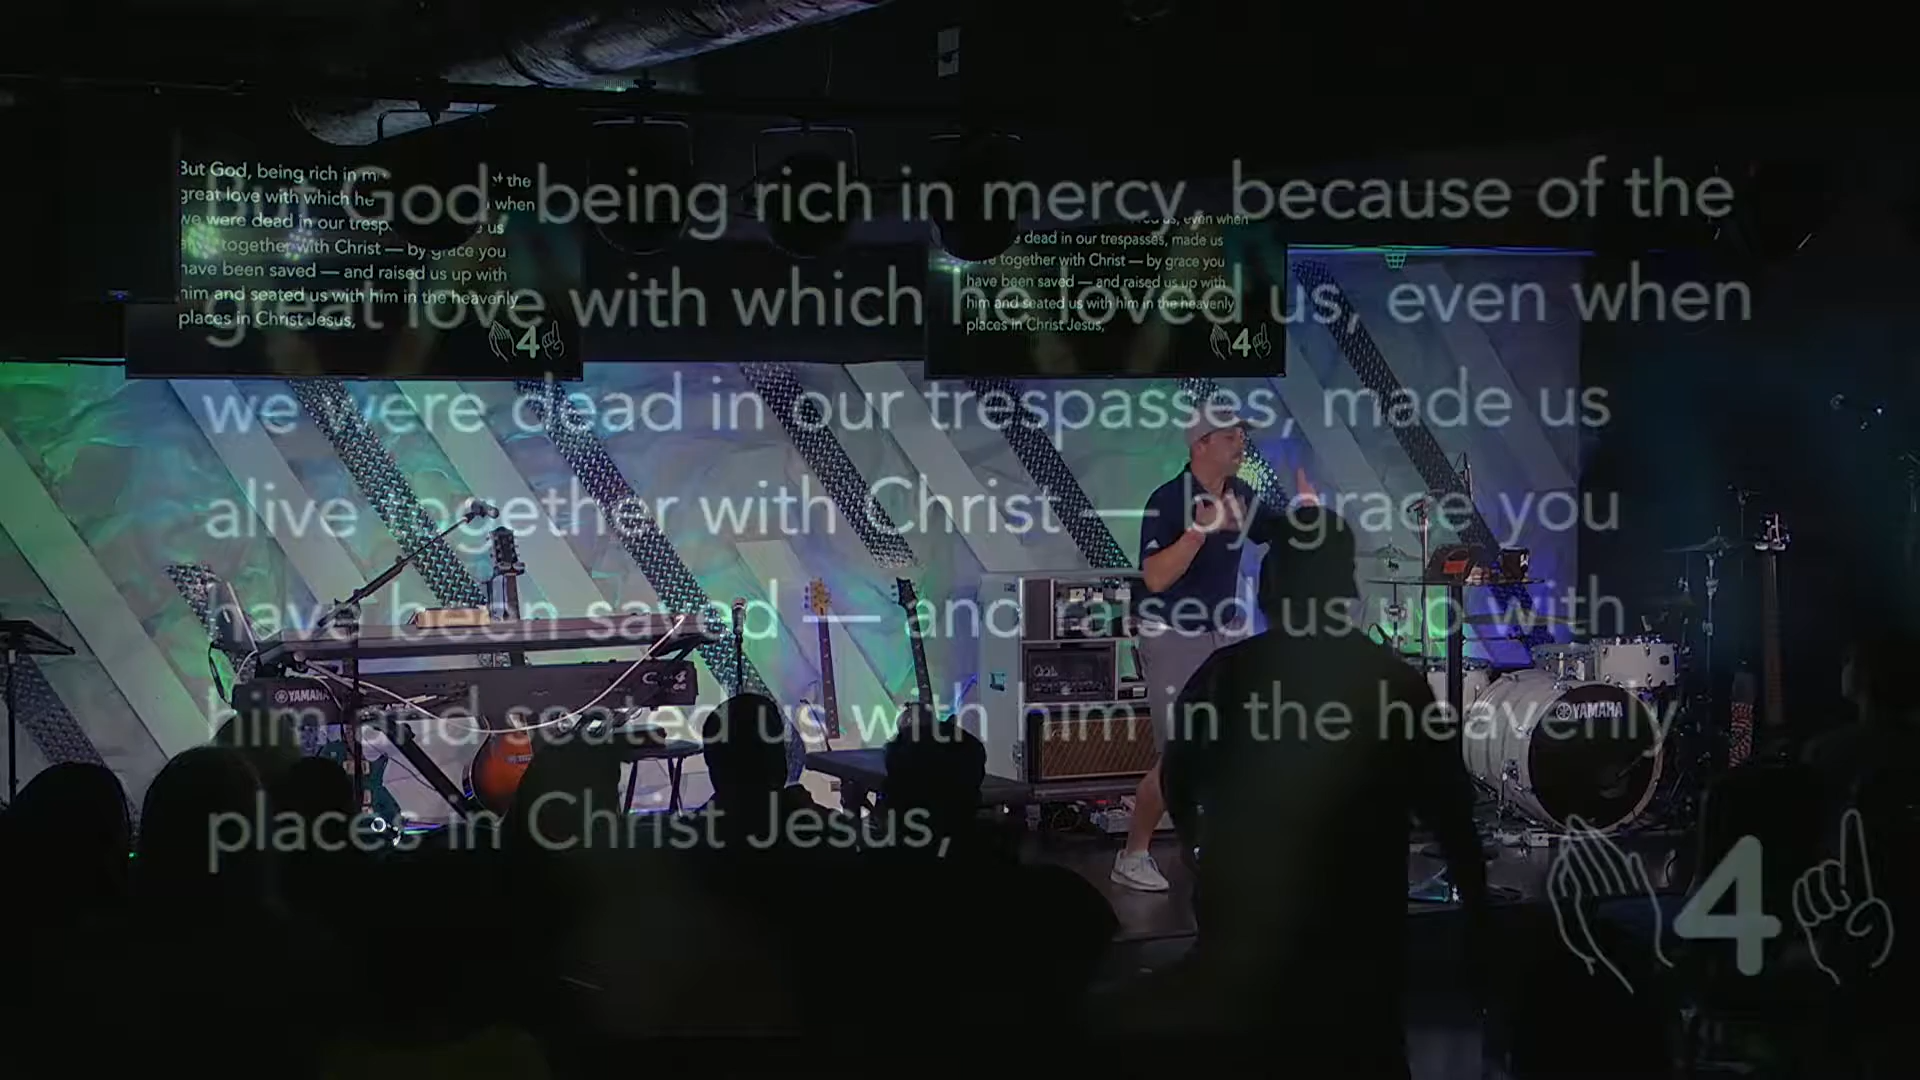 But God, being rich in mercy, because of the
great love with which he loved us, even when
we were dead in our trespasses, made us
alive together with Christ — by grace you
have been saved — and raised us up with
him and seated us with him in the heavenly
places in Christ Jesus,
4
But God, being rich in
the
great love with which he
when
we were dead in our
us
together with Christ — by grace you
have been saved — and raised us up with
him and seated us with him in the heavenly
places in Christ Jesus,
4
us, even when
dead in our trespasses, made us
together with Christ — by grace you
have been saved — and raised us up with
him and seated us with him in the heavenly
places in Christ Jesus,
4
YAMAHA
YAMAHA